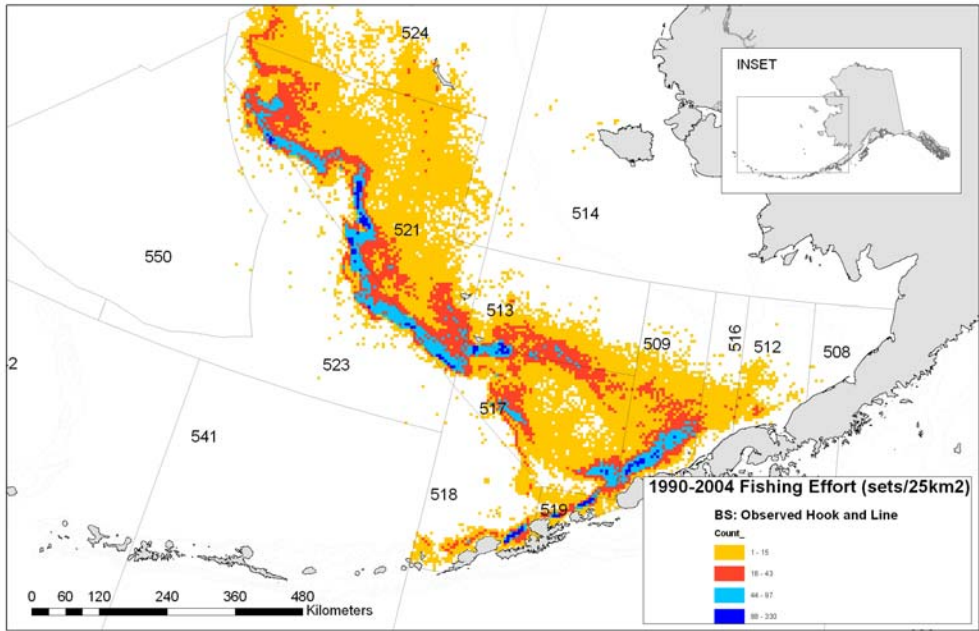 524
INSET
514
521
550
513
509
516
512
508
523
2
517
541
518
519
1990-2004 Fishing Effort (sets/25km2)
BS: Observed Hook and Line
Count_
1 - 15
16 - 43
44 - 97
98 - 330
0 60 120 240 360 480
Kilometers